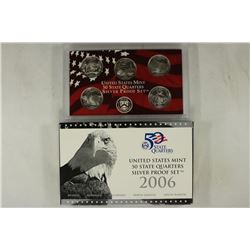 UNITED STATES MINT
50 STATE QUARTERS
SILVER PROOF SET™
50
STATE
QUARTERS
UNITED STATES MINT
50 STATE QUARTERS
SILVER PROOF SET™
2006